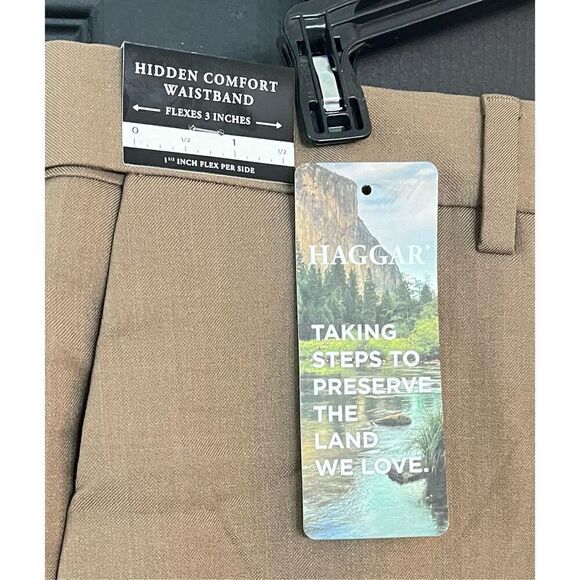 HIDDEN COMFORT
WAISTBAND
← FLEXES 3 INCHES →
0 1/2 1 1/2
1 1/2 INCH FLEX PER SIDE
HAGGAR®
TAKING
STEPS TO
PRESERVE
THE
LAND
WE LOVE.